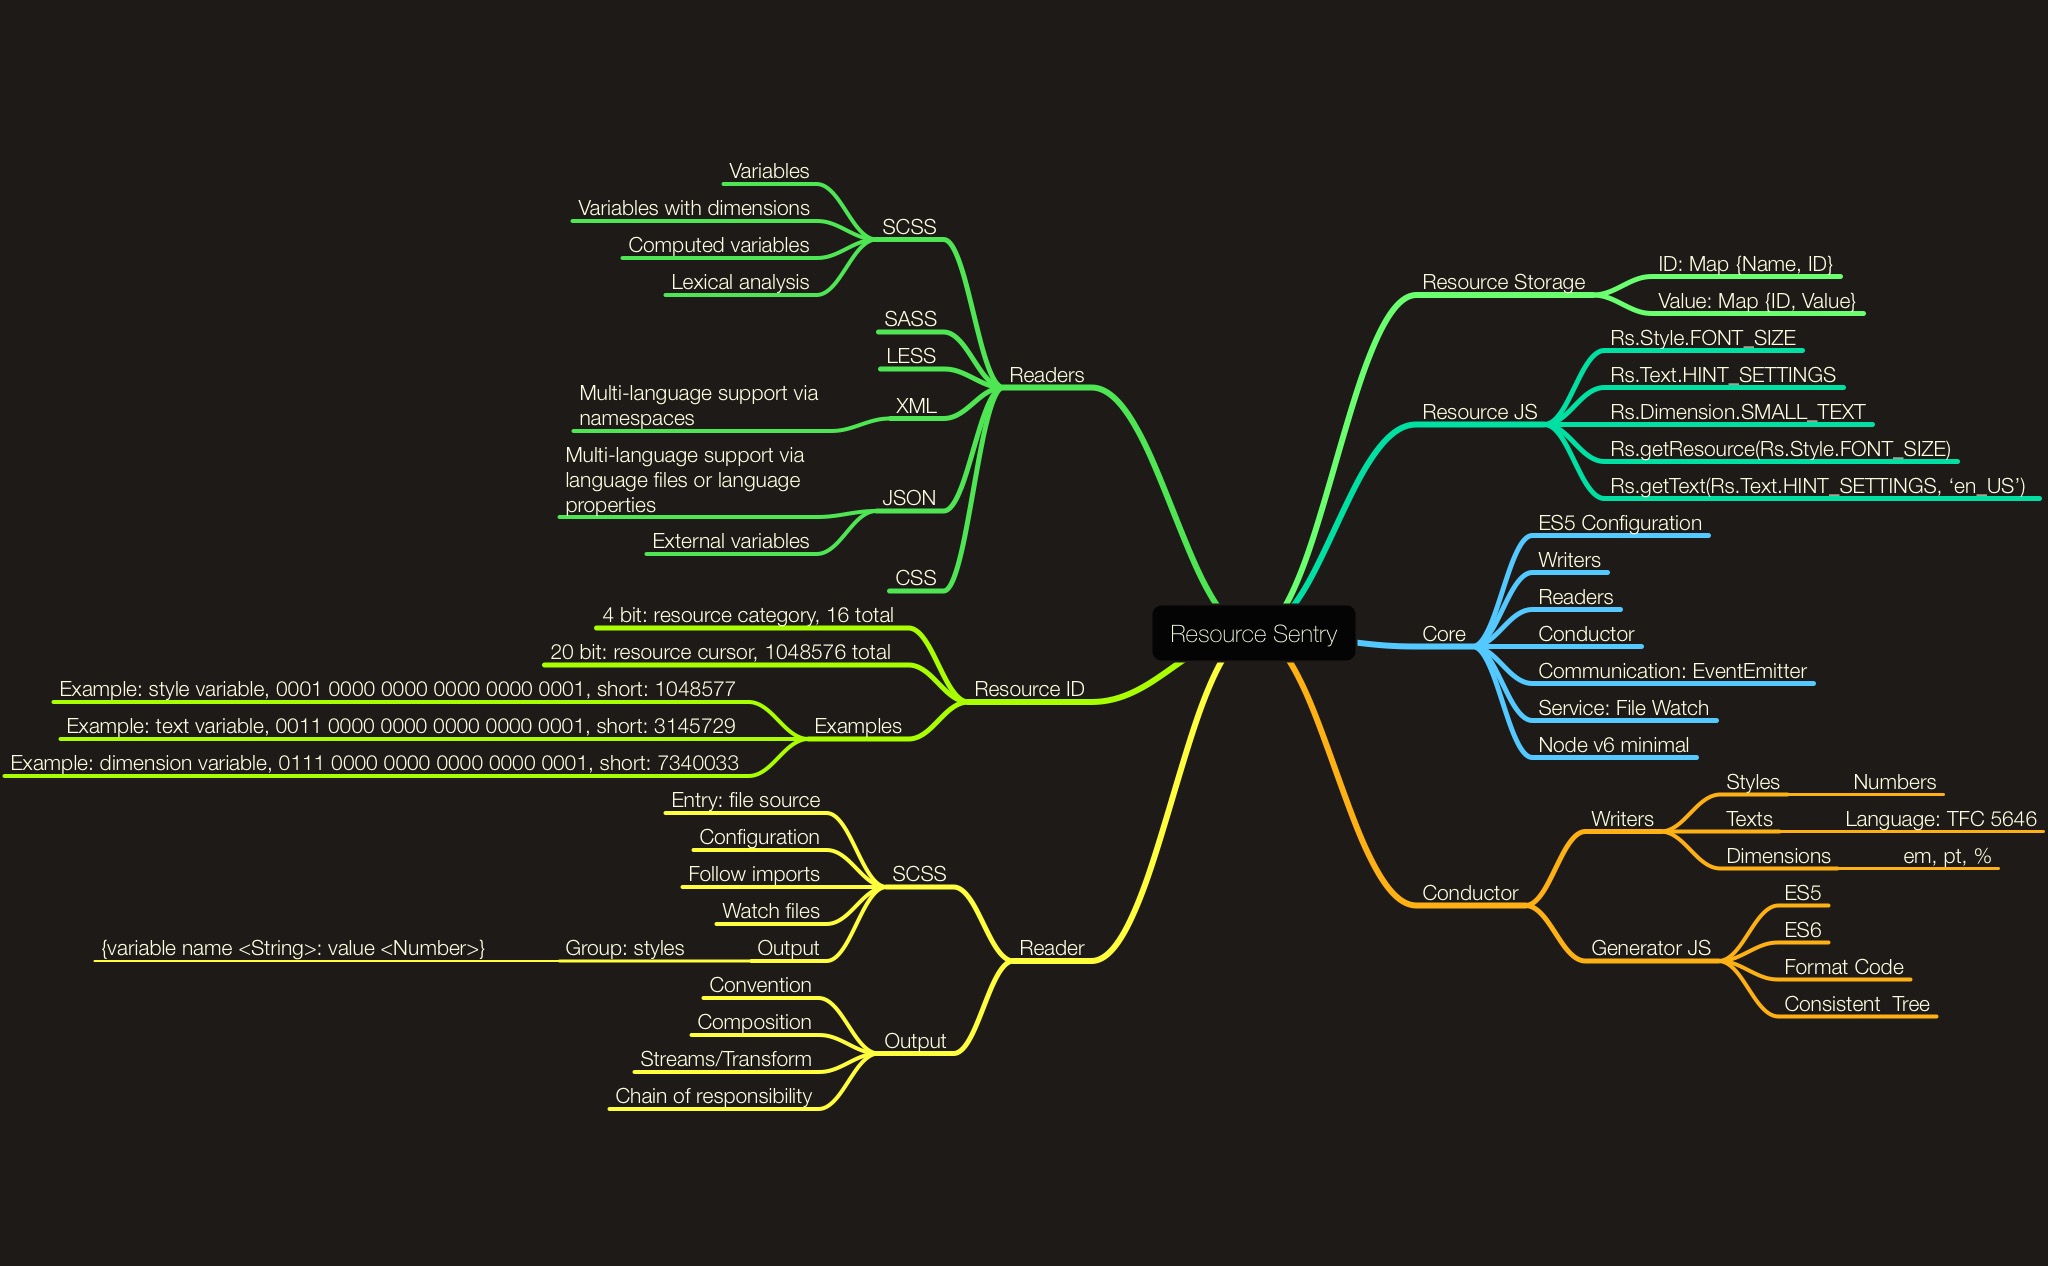 Resource Sentry
Readers
SCSS
Variables
Variables with dimensions
Computed variables
Lexical analysis
SASS
LESS
XML
Multi-language support via
namespaces
JSON
Multi-language support via
language files or language
properties
External variables
CSS
Resource ID
4 bit: resource category, 16 total
20 bit: resource cursor, 1048576 total
Examples
Example: style variable, 0001 0000 0000 0000 0000 0001, short: 1048577
Example: text variable, 0011 0000 0000 0000 0000 0001, short: 3145729
Example: dimension variable, 0111 0000 0000 0000 0000 0001, short: 7340033
Reader
SCSS
Entry: file source
Configuration
Follow imports
Watch files
Output
Group: styles
{variable name <String>: value <Number>}
Output
Convention
Composition
Streams/Transform
Chain of responsibility
Resource Storage
ID: Map {Name, ID}
Value: Map {ID, Value}
Resource JS
Rs.Style.FONT_SIZE
Rs.Text.HINT_SETTINGS
Rs.Dimension.SMALL_TEXT
Rs.getResource(Rs.Style.FONT_SIZE)
Rs.getText(Rs.Text.HINT_SETTINGS, ‘en_US’)
Core
ES5 Configuration
Writers
Readers
Conductor
Communication: EventEmitter
Service: File Watch
Node v6 minimal
Conductor
Writers
Styles
Numbers
Texts
Language: TFC 5646
Dimensions
em, pt, %
Generator JS
ES5
ES6
Format Code
Consistent  Tree